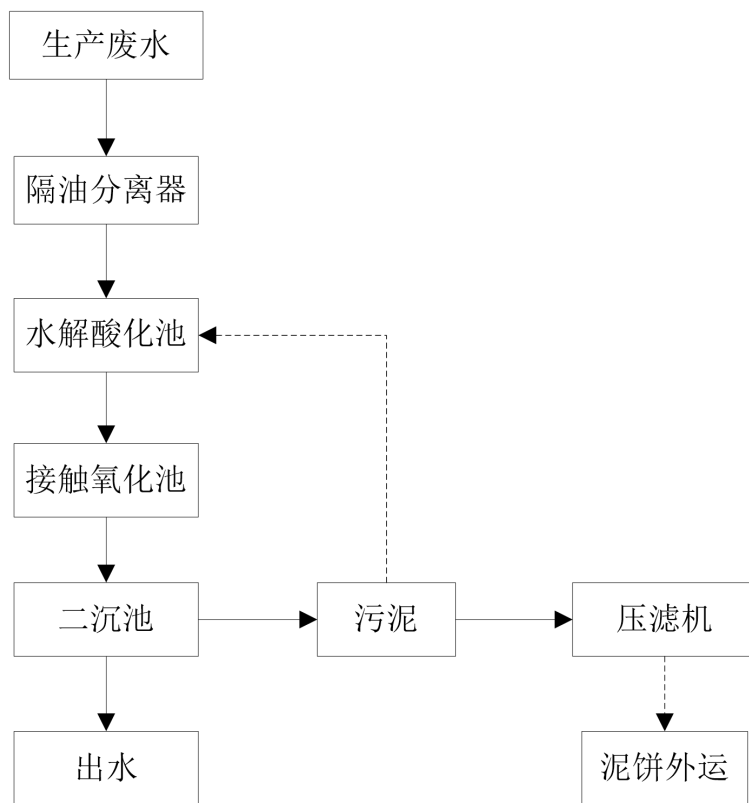 生产废水
隔油分离器
水解酸化池
接触氧化池
二沉池
污泥
压滤机
出水
泥饼外运